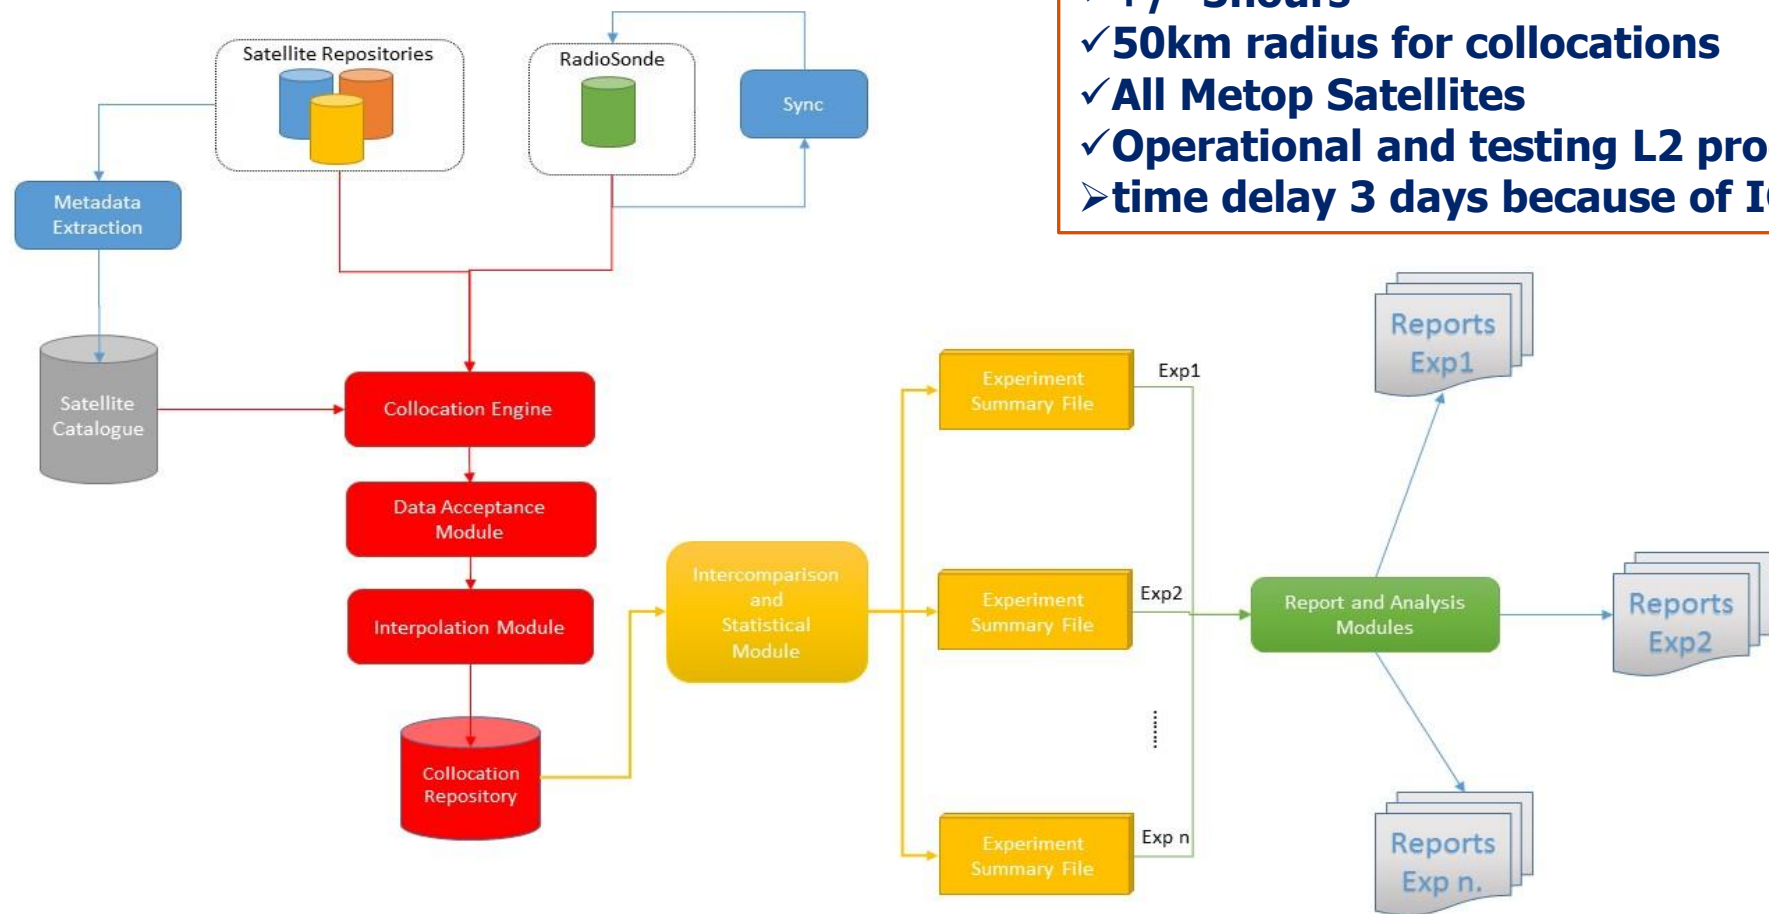 ✓50km radius for collocations
✓All Metop Satellites
✓Operational and testing L2
➢time delay 3 days because of
Satellite Repositories
RadioSonde
Sync
Metadata
Extraction
Satellite
Catalogue
Collocation Engine
Data Acceptance
Module
Interpolation Module
Collocation
Repository
Intercomparison
and
Statistical
Module
Experiment
Summary File
Exp1
Experiment
Summary File
Exp2
........
Experiment
Summary File
Exp n
Report and Analysis
Modules
Reports
Exp1
Reports
Exp2
Reports
Exp n.